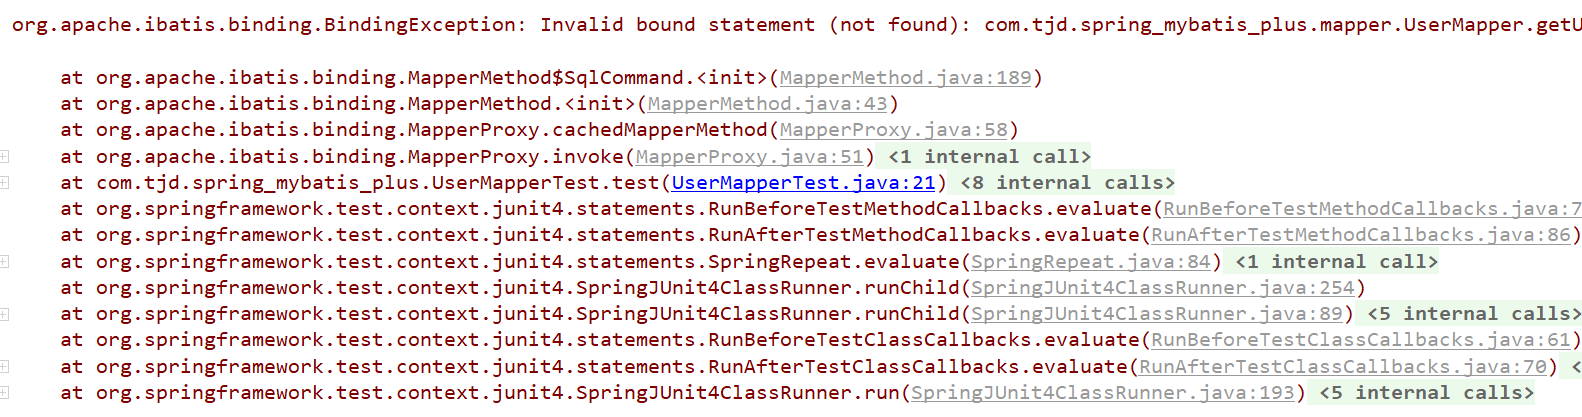 org.apache.ibatis.binding.BindingException: Invalid bound statement (not found): com.tjd.spring_mybatis_plus.mapper.UserMapper.getU
at org.apache.ibatis.binding.MapperMethod$SqlCommand.<init>(MapperMethod.java:189)
at org.apache.ibatis.binding.MapperMethod.<init>(MapperMethod.java:43)
at org.apache.ibatis.binding.MapperProxy.cachedMapperMethod(MapperProxy.java:58)
at org.apache.ibatis.binding.MapperProxy.invoke(MapperProxy.java:51) <1 internal call>
at com.tjd.spring_mybatis_plus.UserMapperTest.test(UserMapperTest.java:21) <8 internal calls>
at org.springframework.test.context.junit4.statements.RunBeforeTestMethodCallbacks.evaluate(RunBeforeTestMethodCallbacks.java:7
at org.springframework.test.context.junit4.statements.RunAfterTestMethodCallbacks.evaluate(RunAfterTestMethodCallbacks.java:86)
at org.springframework.test.context.junit4.statements.SpringRepeat.evaluate(SpringRepeat.java:84) <1 internal call>
at org.springframework.test.context.junit4.SpringJUnit4ClassRunner.runChild(SpringJUnit4ClassRunner.java:254)
at org.springframework.test.context.junit4.SpringJUnit4ClassRunner.runChild(SpringJUnit4ClassRunner.java:89) <5 internal calls>
at org.springframework.test.context.junit4.statements.RunBeforeTestClassCallbacks.evaluate(RunBeforeTestClassCallbacks.java:61)
at org.springframework.test.context.junit4.statements.RunAfterTestClassCallbacks.evaluate(RunAfterTestClassCallbacks.java:70) <
at org.springframework.test.context.junit4.SpringJUnit4ClassRunner.run(SpringJUnit4ClassRunner.java:193) <5 internal calls>